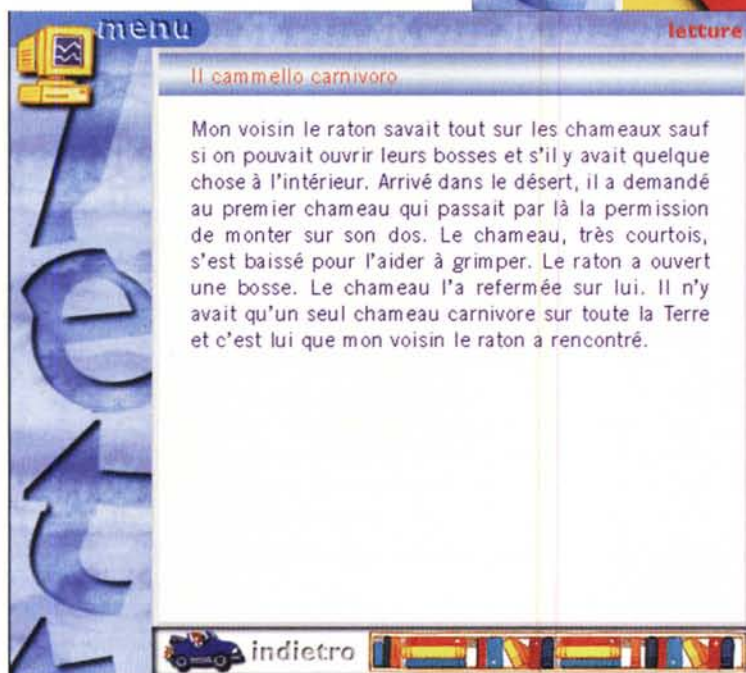 menu
letture
Il cammello carnivoro
Mon voisin le raton savait tout sur les chameaux sauf
si on pouvait ouvrir leurs bosses et s'il y avait quelque
chose à l'intérieur. Arrivé dans le désert, il a demandé
au premier chameau qui passait par là la permission
de monter sur son dos. Le chameau, très courtois,
s'est baissé pour l'aider à grimper. Le raton a ouvert
une bosse. Le chameau l'a refermée sur lui. Il n'y
avait qu'un seul chameau carnivore sur toute la Terre
et c'est lui que mon voisin le raton a rencontré.
indietro